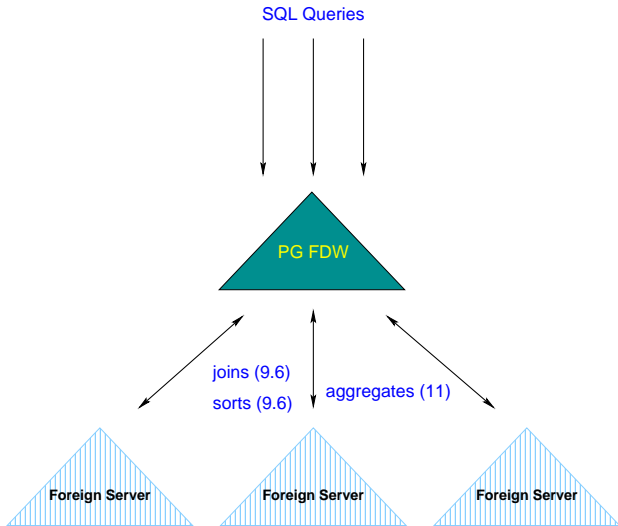 SQL Queries
PG FDW
joins (9.6)
sorts (9.6)
aggregates (11)
Foreign Server
Foreign Server
Foreign Server